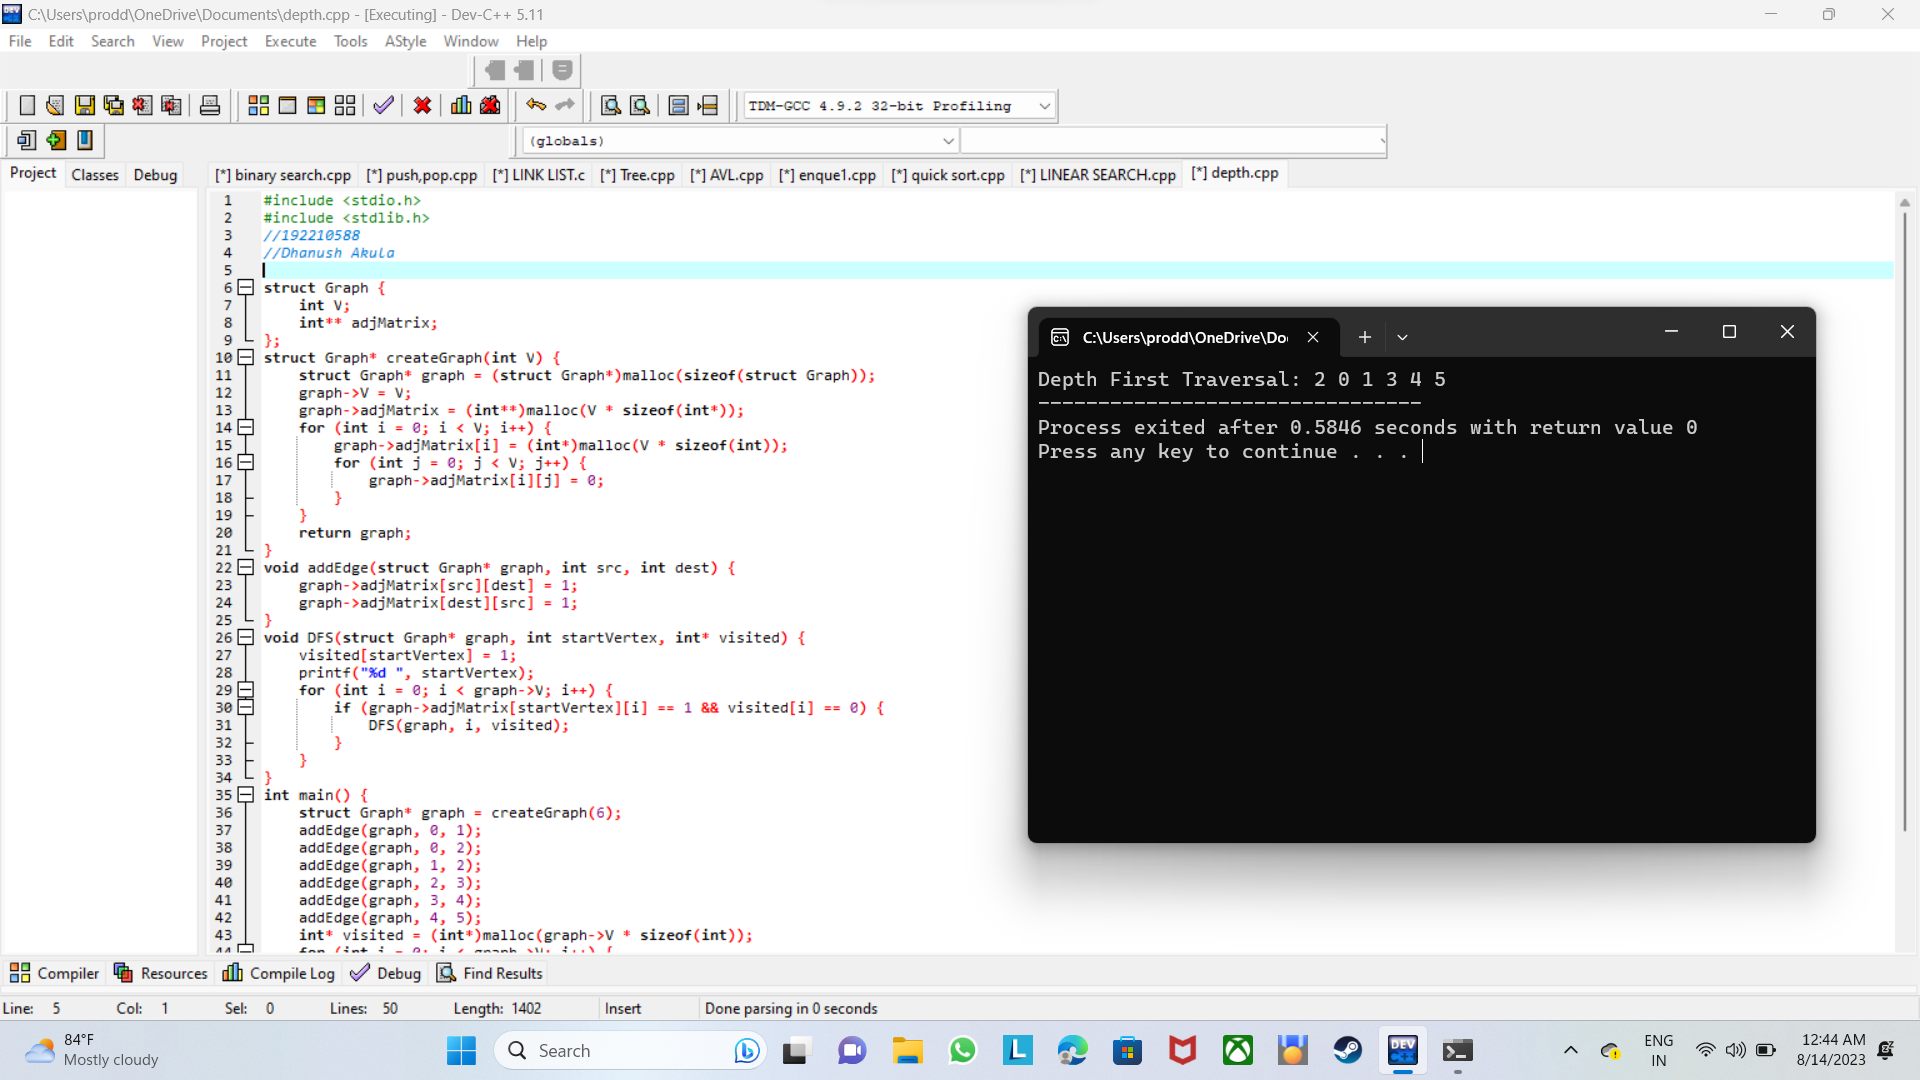 C:\Users\prodd\OneDrive\Documents\depth.cpp - [Executing] - Dev-C++ 5.11
File Edit Search View Project Execute Tools AStyle Window Help
TDM-GCC 4.9.2 32-bit Profiling
(globals)
Project Classes Debug
[*] binary search.cpp [*] push,pop.cpp [*] LINK LIST.c [*] Tree.cpp [*] AVL.cpp [*] enque1.cpp [*] quick sort.cpp [*] LINEAR SEARCH.cpp [*] depth.cpp
1 #include <stdio.h>
2 #include <stdlib.h>
3 //192210588
4 //Dhanush Akula
5
6 struct Graph {
7 int V;
8 int** adjMatrix;
9 };
10 struct Graph* createGraph(int V) {
11 struct Graph* graph = (struct Graph*)malloc(sizeof(struct Graph));
12 graph->V = V;
13 graph->adjMatrix = (int**)malloc(V * sizeof(int*));
14 for (int i = 0; i < V; i++) {
15 graph->adjMatrix[i] = (int*)malloc(V * sizeof(int));
16 for (int j = 0; j < V; j++) {
17 graph->adjMatrix[i][j] = 0;
18 }
19 }
20 return graph;
21 }
22 void addEdge(struct Graph* graph, int src, int dest) {
23 graph->adjMatrix[src][dest] = 1;
24 graph->adjMatrix[dest][src] = 1;
25 }
26 void DFS(struct Graph* graph, int startVertex, int* visited) {
27 visited[startVertex] = 1;
28 printf("%d ", startVertex);
29 for (int i = 0; i < graph->V; i++) {
30 if (graph->adjMatrix[startVertex][i] == 1 && visited[i] == 0) {
31 DFS(graph, i, visited);
32 }
33 }
34 }
35 int main() {
36 struct Graph* graph = createGraph(6);
37 addEdge(graph, 0, 1);
38 addEdge(graph, 0, 2);
39 addEdge(graph, 1, 2);
40 addEdge(graph, 2, 3);
41 addEdge(graph, 3, 4);
42 addEdge(graph, 4, 5);
43 int* visited = (int*)malloc(graph->V * sizeof(int));
44 for (int i = 0; i < graph->V; i++) {
C:\Users\prodd\OneDrive\Do
Depth First Traversal: 2 0 1 3 4 5
--------------------------------
Process exited after 0.5846 seconds with return value 0
Press any key to continue . . .
Compiler Resources Compile Log Debug Find Results
Line: 5 Col: 1 Sel: 0 Lines: 50 Length: 1402 Insert Done parsing in 0 seconds
84°F
Mostly cloudy
Search
DEV
C++
ENG
IN
12:44 AM
8/14/2023